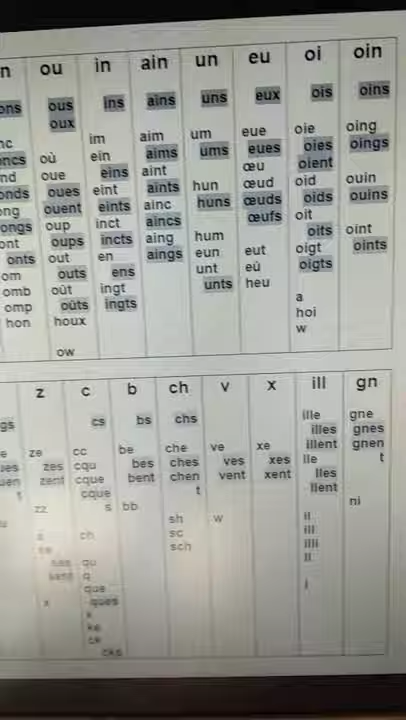 n ou in ain un eu oi oin
ons ous ins ains uns eux ois oins
oux
nc im aim um eue oie oing
oncs où ein aims ums eues oies oings
nd oue eins aint œu oient
onds oues eint aints hun œud oid ouin
ong ouent eints ainc huns œuds oids ouins
ongs oup inct aincs œufs oit
ont oups incts aing hum oits oint
onts out en aings eun eut oigt oints
om outs ens unt eû oigts
omb oût ingt unts heu
omp oûts ingts a
hon houx hoi
w
ow
z c b ch v x ill gn
gs cs bs chs ille gne
illes gnes
e ze cc be che ve xe illent gnen
ues zes cqu bes ches ves xes lle t
uen zent cque bent chen vent xent lles
t cque t llent
zz s bb ni
sh w il
ch sc ill
sch illi
qu
q
que
x ques
k
ke
ck
cks